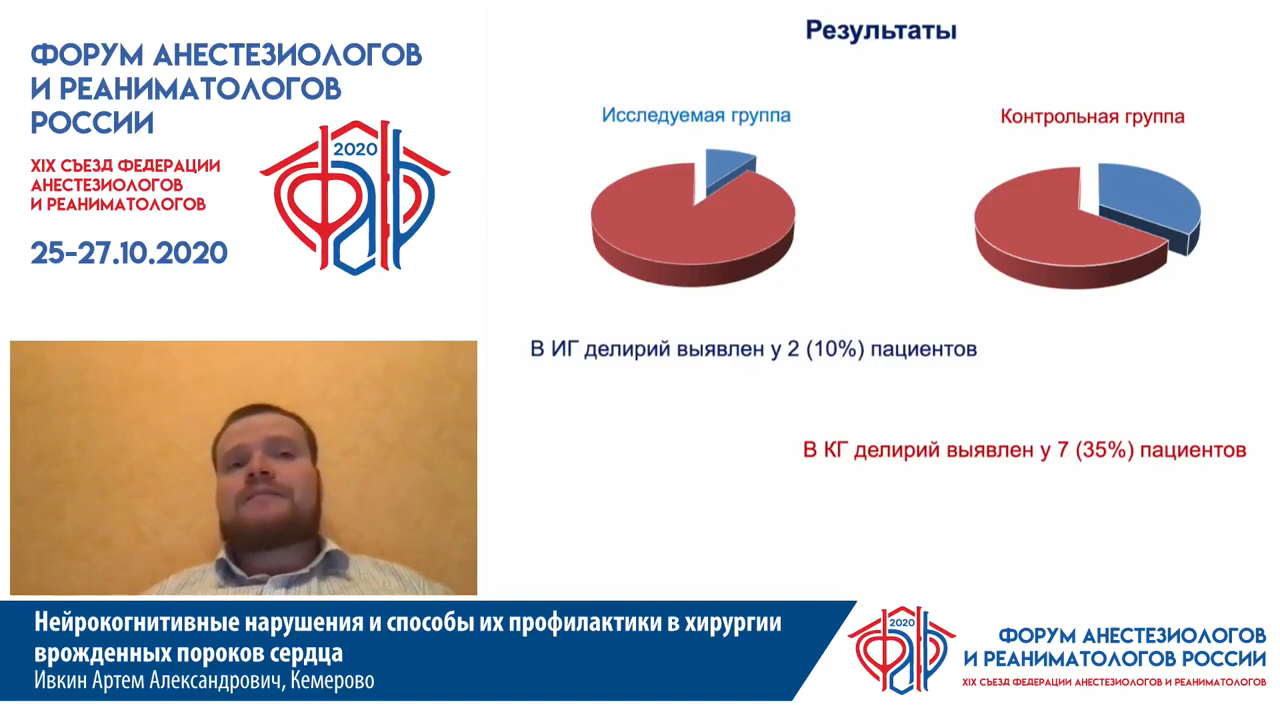 ФОРУМ АНЕСТЕЗИОЛОГОВ
И РЕАНИМАТОЛОГОВ
РОССИИ
XIX СЪЕЗД ФЕДЕРАЦИИ
АНЕСТЕЗИОЛОГОВ
И РЕАНИМАТОЛОГОВ
25-27.10.2020
2020
Результаты
Исследуемая группа
Контрольная группа
В ИГ делирий выявлен у 2 (10%) пациентов
В КГ делирий выявлен у 7 (35%) пациентов
Нейрокогнитивные нарушения и способы их профилактики в хирургии
врожденных пороков сердца
Ивкин Артем Александрович, Кемерово
2020
ФОРУМ АНЕСТЕЗИОЛОГОВ
И РЕАНИМАТОЛОГОВ РОССИИ
XIX СЪЕЗД ФЕДЕРАЦИИ АНЕСТЕЗИОЛОГОВ И РЕАНИМАТОЛОГОВ